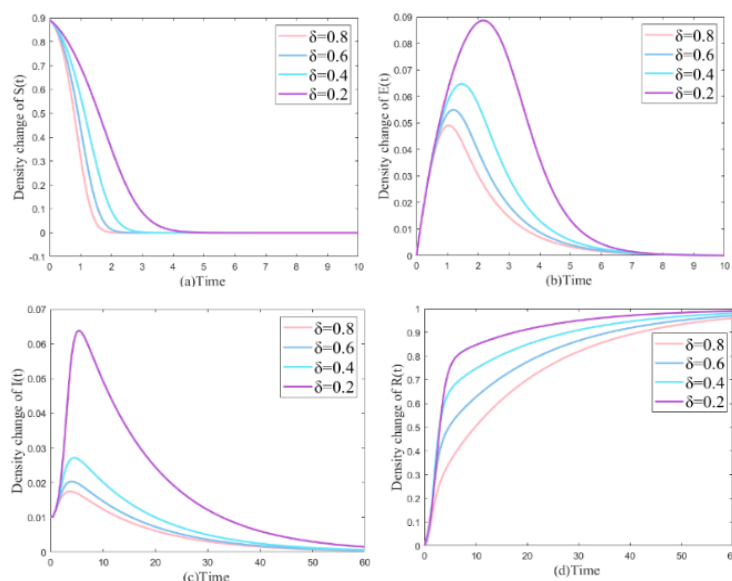 0.9
0.8
0.7
0.6
0.5
0.4
0.3
0.2
0.1
0
-0.1
Density change of S(t)
δ=0.8
δ=0.6
δ=0.4
δ=0.2
0 1 2 3 4 5 6 7 8 9 10
(a)Time
0.09
0.08
0.07
0.06
0.05
0.04
0.03
0.02
0.01
0
Density change of E(t)
δ=0.8
δ=0.6
δ=0.4
δ=0.2
0 1 2 3 4 5 6 7 8 9 10
(b)Time
0.07
0.06
0.05
0.04
0.03
0.02
0.01
0
Density change of I(t)
δ=0.8
δ=0.6
δ=0.4
δ=0.2
0 10 20 30 40 50 60
(c)Time
1
0.9
0.8
0.7
0.6
0.5
0.4
0.3
0.2
0.1
0
Density change of R(t)
δ=0.8
δ=0.6
δ=0.4
δ=0.2
0 10 20 30 40 50 60
(d)Time